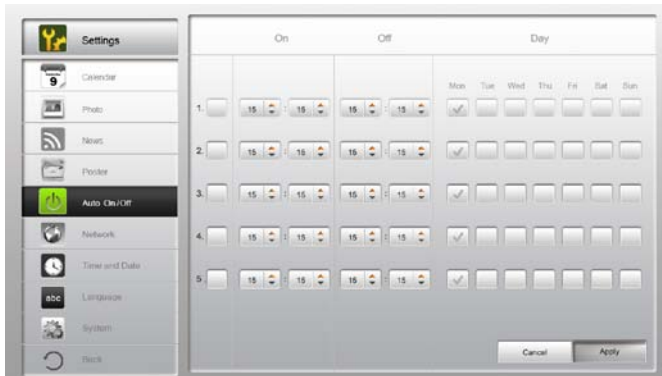 Settings
On Off Day
9
Calendar
Mon Tue Wed Thu Fri Sat Sun
Photo
1. 15 : 15 15 : 15
News
2. 15 : 15 15 : 15
Poster
3. 15 : 15 15 : 15
Auto On/Off
Network
4. 15 : 15 15 : 15
Time and Date
5 15 : 15 15 : 15
abc Language
System
Back
Cancel Apply